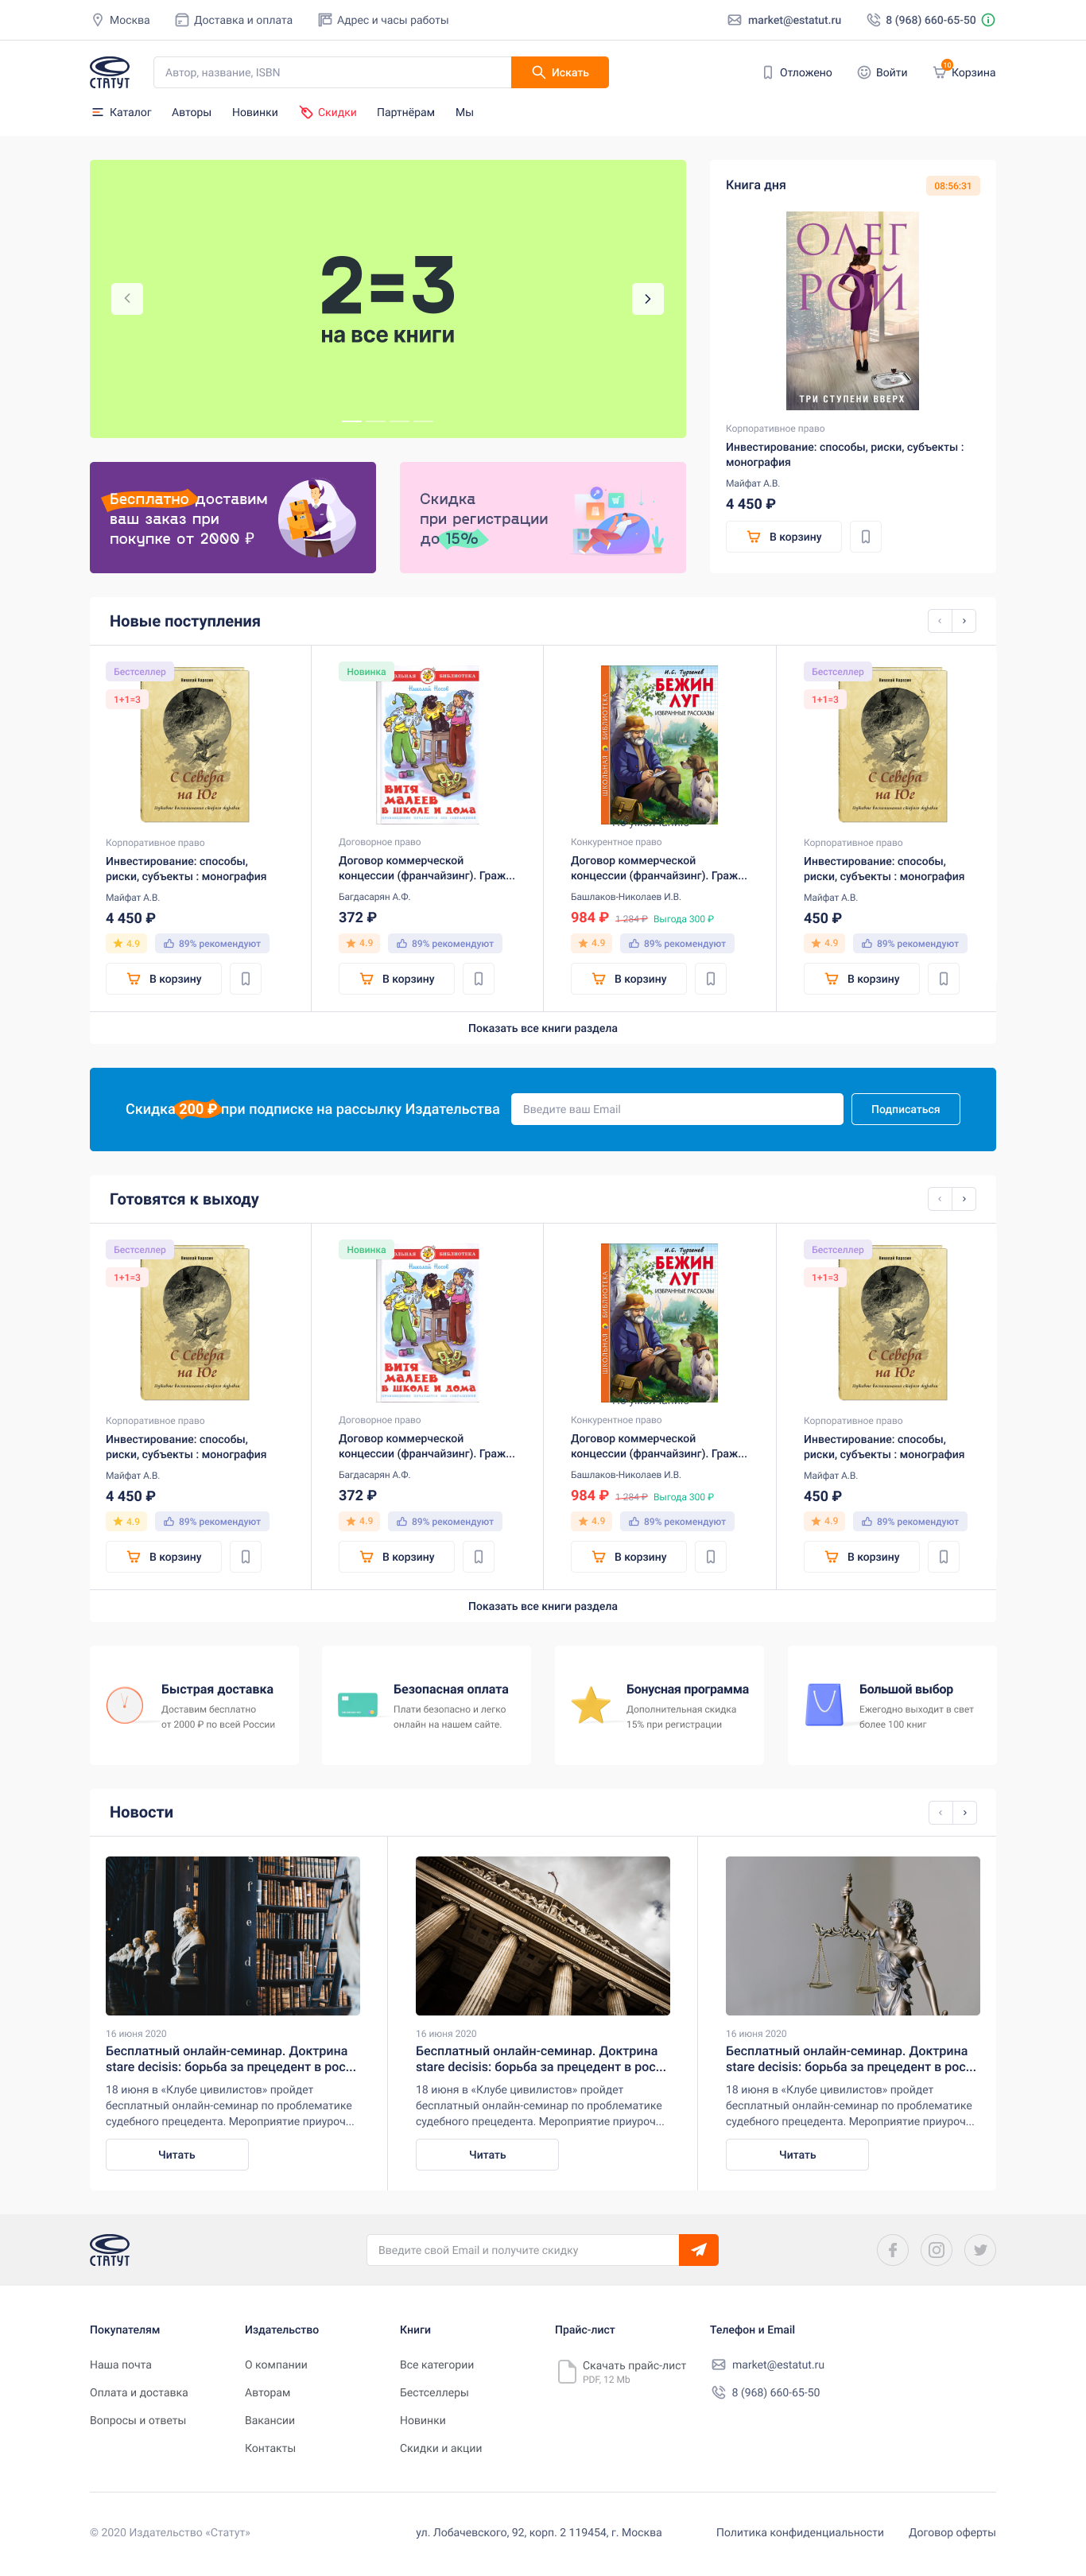 Москва
Доставка и оплата
Адрес и часы работы
market@estatut.ru
8 (968) 660-65-50
СТАТУТ
Автор, название, ISBN
Искать
Отложено
Войти
10
Корзина
Каталог
Авторы
Новинки
Скидки
Партнёрам
Мы
2=3
на все книги
Книга дня
08:56:31
ОЛЕГ
РОЙ
ТРИ СТУПЕНИ ВВЕРХ
Корпоративное право
Инвестирование: способы, риски, субъекты :
монография
Майфат А.В.
4 450 ₽
В корзину
Бесплатно доставим
ваш заказ при
покупке от 2000 ₽
Скидка
при регистрации
до 15%
Новые поступления
Бестселлер
1+1=3
С Севера
на Юг
Корпоративное право
Инвестирование: способы,
риски, субъекты : монография
Майфат А.В.
4 450 ₽
4.9
89% рекомендуют
В корзину
Новинка
БИБЛИОТЕКА
Николай Носов
ВИТЯ
МАЛЕЕВ
В ШКОЛЕ И ДОМА
Договорное право
Договор коммерческой
концессии (франчайзинг). Граж...
Багдасарян А.Ф.
372 ₽
4.9
89% рекомендуют
В корзину
И.С. Тургенев
БЕЖИН
ЛУГ
ИЗБРАННЫЕ РАССКАЗЫ
ШКОЛЬНАЯ БИБЛИОТЕКА
Конкурентное право
Договор коммерческой
концессии (франчайзинг). Граж...
Башлаков-Николаев И.В.
984 ₽
1 284 ₽
Выгода 300 ₽
4.9
89% рекомендуют
В корзину
Бестселлер
1+1=3
С Севера
на Юг
Корпоративное право
Инвестирование: способы,
риски, субъекты : монография
Майфат А.В.
450 ₽
4.9
89% рекомендуют
В корзину
Показать все книги раздела
Скидка 200 ₽ при подписке на рассылку Издательства
Введите ваш Email
Подписаться
Готовятся к выходу
Бестселлер
1+1=3
С Севера
на Юг
Корпоративное право
Инвестирование: способы,
риски, субъекты : монография
Майфат А.В.
4 450 ₽
4.9
89% рекомендуют
В корзину
Новинка
БИБЛИОТЕКА
Николай Носов
ВИТЯ
МАЛЕЕВ
В ШКОЛЕ И ДОМА
Договорное право
Договор коммерческой
концессии (франчайзинг). Граж...
Багдасарян А.Ф.
372 ₽
4.9
89% рекомендуют
В корзину
И.С. Тургенев
БЕЖИН
ЛУГ
ИЗБРАННЫЕ РАССКАЗЫ
ШКОЛЬНАЯ БИБЛИОТЕКА
Конкурентное право
Договор коммерческой
концессии (франчайзинг). Граж...
Башлаков-Николаев И.В.
984 ₽
1 284 ₽
Выгода 300 ₽
4.9
89% рекомендуют
В корзину
Бестселлер
1+1=3
С Севера
на Юг
Корпоративное право
Инвестирование: способы,
риски, субъекты : монография
Майфат А.В.
450 ₽
4.9
89% рекомендуют
В корзину
Показать все книги раздела
Быстрая доставка
Доставим бесплатно
от 2000 ₽ по всей России
Безопасная оплата
Плати безопасно и легко
онлайн на нашем сайте.
Бонусная программа
Дополнительная скидка
15% при регистрации
Большой выбор
Ежегодно выходит в свет
более 100 книг
Новости
16 июня 2020
Бесплатный онлайн-семинар. Доктрина
stare decisis: борьба за прецедент в рос...
18 июня в «Клубе цивилистов» пройдет
бесплатный онлайн-семинар по проблематике
судебного прецедента. Мероприятие приуроч...
Читать
16 июня 2020
Бесплатный онлайн-семинар. Доктрина
stare decisis: борьба за прецедент в рос...
18 июня в «Клубе цивилистов» пройдет
бесплатный онлайн-семинар по проблематике
судебного прецедента. Мероприятие приуроч...
Читать
16 июня 2020
Бесплатный онлайн-семинар. Доктрина
stare decisis: борьба за прецедент в рос...
18 июня в «Клубе цивилистов» пройдет
бесплатный онлайн-семинар по проблематике
судебного прецедента. Мероприятие приуроч...
Читать
СТАТУТ
Введите свой Email и получите скидку
Покупателям
Наша почта
Оплата и доставка
Вопросы и ответы
Издательство
О компании
Авторам
Вакансии
Контакты
Книги
Все категории
Бестселлеры
Новинки
Скидки и акции
Прайс-лист
Скачать прайс-лист
PDF, 12 Mb
Телефон и Email
market@estatut.ru
8 (968) 660-65-50
© 2020 Издательство «Статут»
ул. Лобачевского, 92, корп. 2 119454, г. Москва
Политика конфиденциальности
Договор оферты